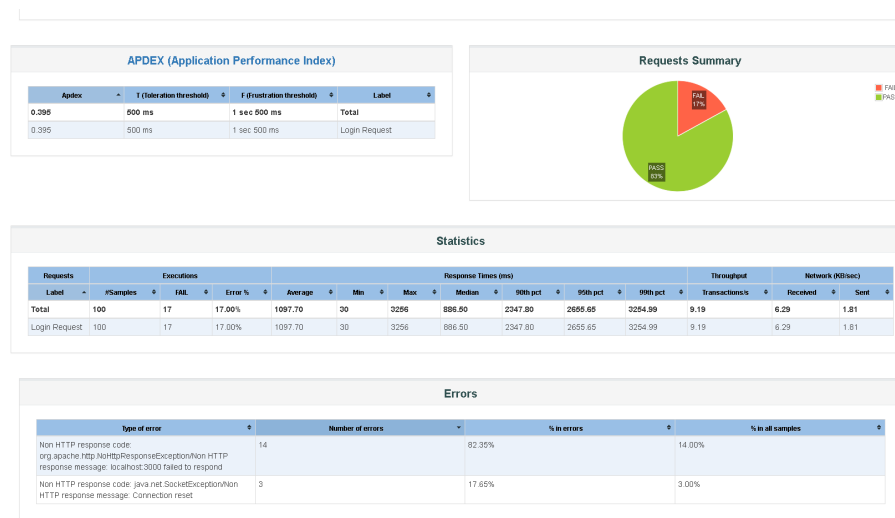 APDEX (Application Performance Index)
Apdex T (Toleration threshold) F (Frustration threshold) Label
0.395 500 ms 1 sec 500 ms Total
0.395 500 ms 1 sec 500 ms Login Request
Requests Summary
FAIL
17%
PASS
83%
FAIL
PAS
Statistics
Requests Executions Response Times (ms) Throughput Network (KB/sec)
Label #Samples FAIL Error % Average Min Max Median 90th pct 95th pct 99th pct Transactions/s Received Sent
Total 100 17 17.00% 1097.70 30 3256 886.50 2347.80 2655.65 3254.99 9.19 6.29 1.81
Login Request 100 17 17.00% 1097.70 30 3256 886.50 2347.80 2655.65 3254.99 9.19 6.29 1.81
Errors
Type of error Number of errors % in errors % in all samples
Non HTTP response code: 14 82.35% 14.00%
org.apache.http.NoHttpResponseException/Non HTTP
response message: localhost:3000 failed to respond
Non HTTP response code: java.net.SocketException/Non 3 17.65% 3.00%
HTTP response message: Connection reset